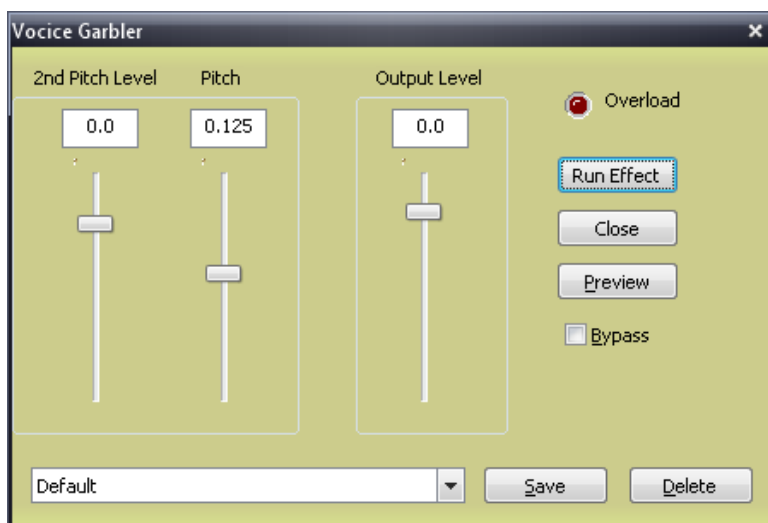 Vocice Garbler
2nd Pitch Level Pitch Output Level
0.0 0.125 0.0
Overload
Run Effect
Close
Preview
Bypass
Default Save Delete